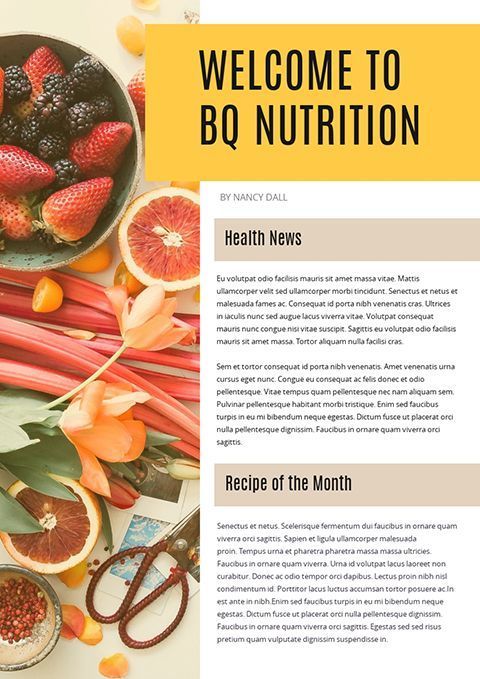 WELCOME TO
BQ NUTRITION
BY NANCY DALL
Health News
Eu volutpat odio facilisis mauris sit amet massa vitae. Mattis
ullamcorper velit sed ullamcorper morbi tincidunt. Senectus et netus et
malesuada fames ac. Consequat id porta nibh venenatis cras. Ultrices
in iaculis nunc sed augue lacus viverra vitae. Volutpat consequat
mauris nunc congue nisi vitae suscipit. Sagittis eu volutpat odio facilisis
mauris sit amet massa. Tortor aliquam nulla facilisi cras.
Sem et tortor consequat id porta nibh venenatis. Amet venenatis urna
cursus eget nunc. Congue eu consequat ac felis donec et odio
pellentesque. Vitae tempus quam pellentesque nec nam aliquam sem.
Pulvinar pellentesque habitant morbi tristique. Enim sed faucibus
turpis in eu mi bibendum neque egestas. Dictum fusce ut placerat orci
nulla pellentesque dignissim. Faucibus in ornare quam viverra orci
sagittis.
Recipe of the Month
Senectus et netus. Scelerisque fermentum dui faucibus in ornare quam
viverra orci sagittis. Sapien et ligula ullamcorper malesuada
proin. Tempus urna et pharetra pharetra massa massa ultricies.
Faucibus in ornare quam viverra. Urna id volutpat lacus laoreet non
curabitur. Donec ac odio tempor orci dapibus. Lectus proin nibh nisl
condimentum id. Porttitor lacus luctus accumsan tortor posuere ac.In
est ante in nibh.Enim sed faucibus turpis in eu mi bibendum neque
egestas. Dictum fusce ut placerat orci nulla pellentesque dignissim.
Faucibus in ornare quam viverra orci sagittis. Egestas sed sed risus
pretium quam vulputate dignissim suspendisse in.